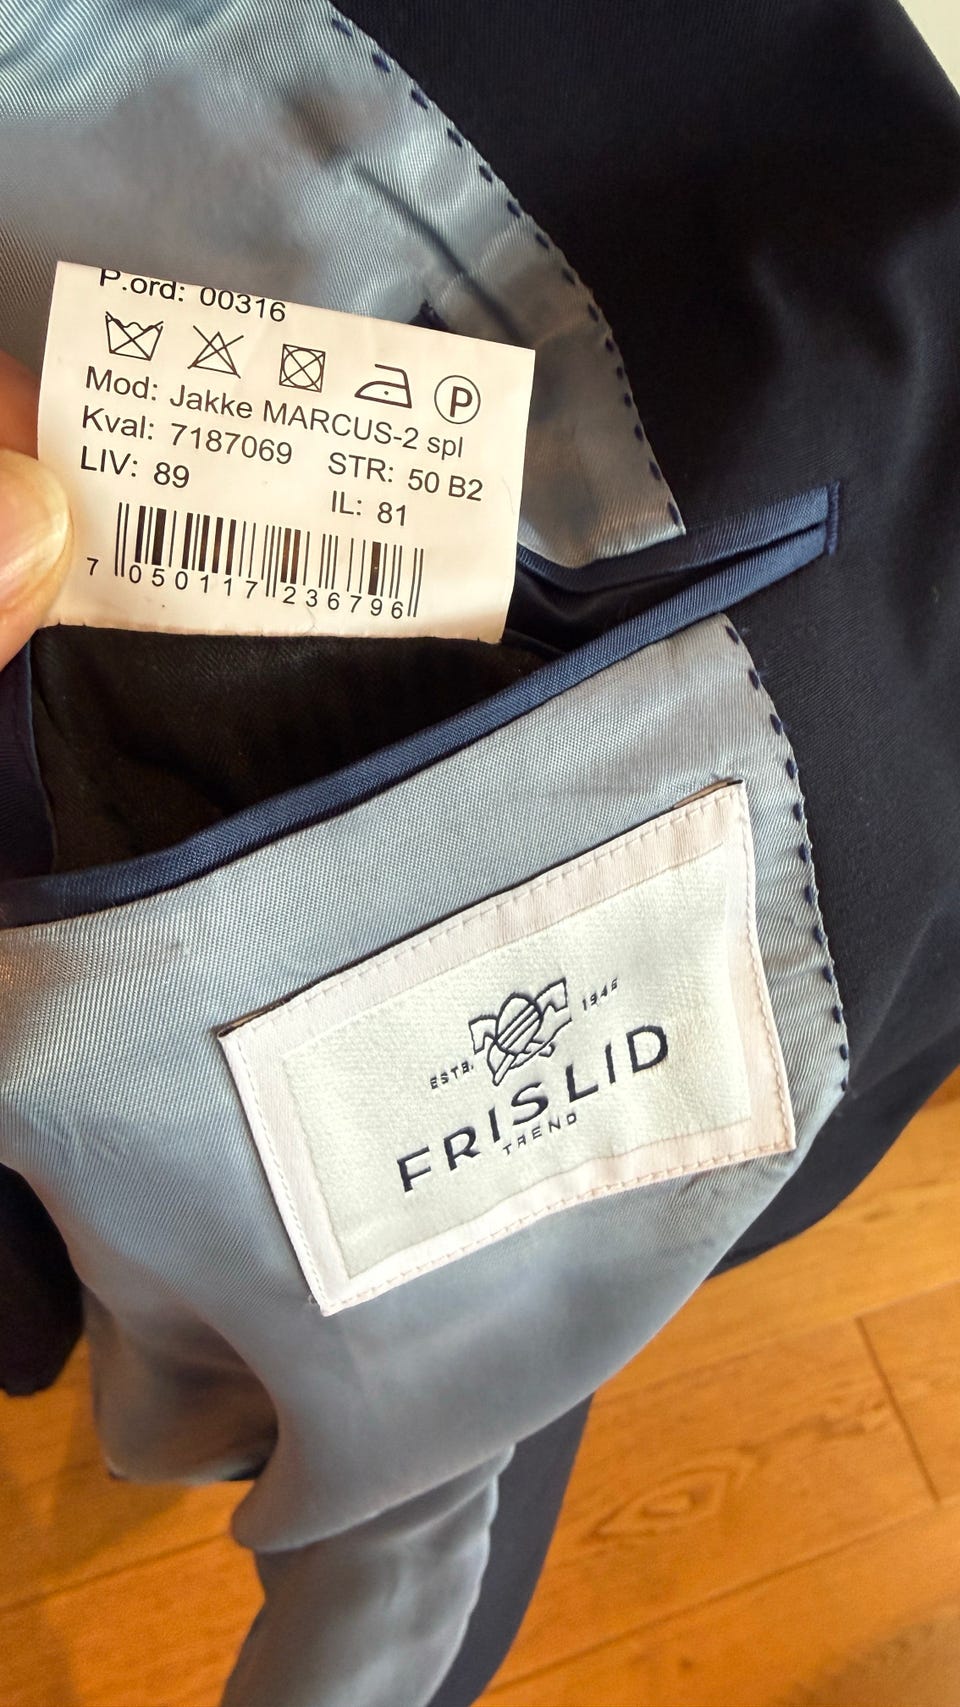 P.ord: 00316
P
Mod: Jakke MARCUS-2 spl
Kval: 7187069
STR: 50 B2
LIV: 89
IL: 81
7 050117 236796
ESTB. 1946
FRISLID
TREND